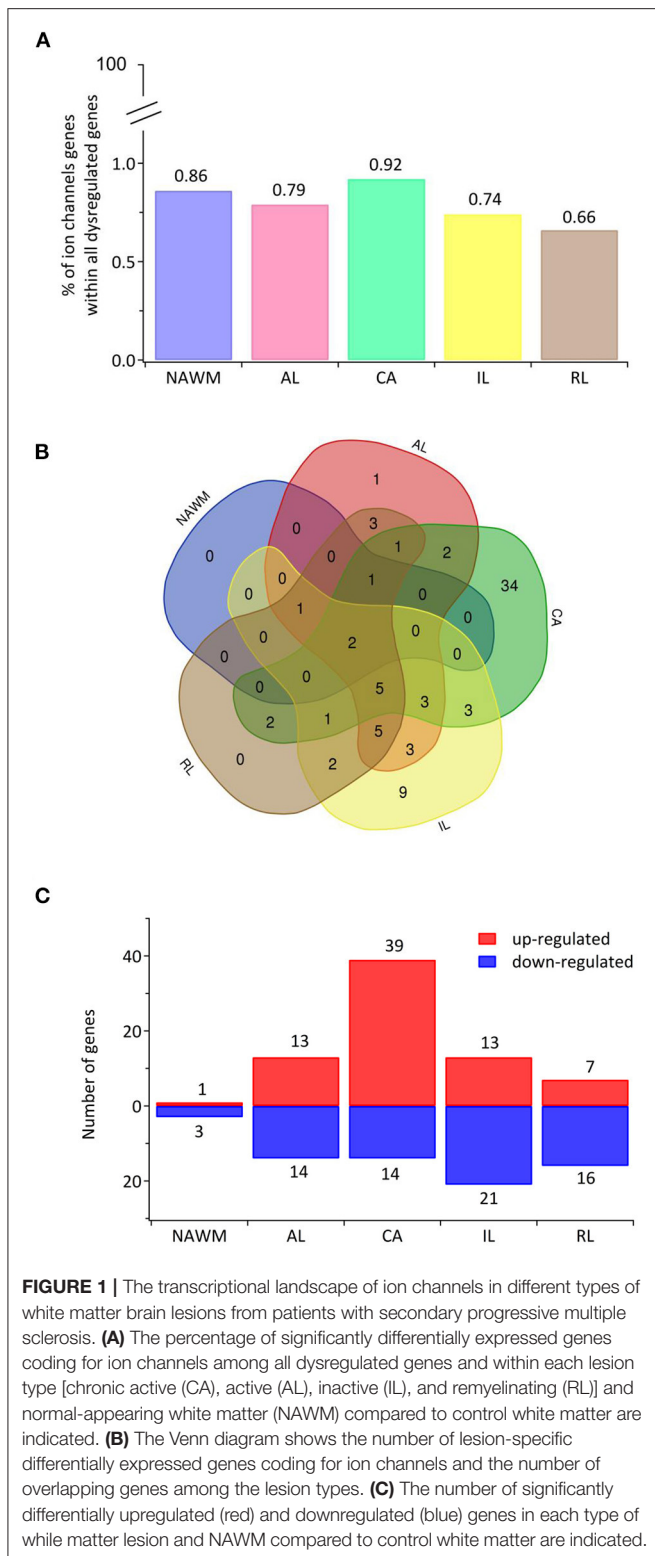 A
100
1.0
0.5
0.0
% of ion channels genes
within all dysregulated genes
0.86
0.79
0.92
0.74
0.66
NAWM AL CA IL RL
B
NAWM
AL
CA
IL
RL
1
0
0
3
0
1
2
34
0
0
1
0
0
0
1
0
2
0
0
0
0
0
5
3
3
2
1
5
3
0
2
9
C
Number of genes
40
20
0
20
up-regulated
down-regulated
1
13
39
13
7
3
14
14
21
16
NAWM AL CA IL RL
FIGURE 1 | The transcriptional landscape of ion channels in different types of
white matter brain lesions from patients with secondary progressive multiple
sclerosis. (A) The percentage of significantly differentially expressed genes
coding for ion channels among all dysregulated genes and within each lesion
type [chronic active (CA), active (AL), inactive (IL), and remyelinating (RL)] and
normal-appearing white matter (NAWM) compared to control white matter are
indicated. (B) The Venn diagram shows the number of lesion-specific
differentially expressed genes coding for ion channels and the number of
overlapping genes among the lesion types. (C) The number of significantly
differentially upregulated (red) and downregulated (blue) genes in each type of
while matter lesion and NAWM compared to control white matter are indicated.